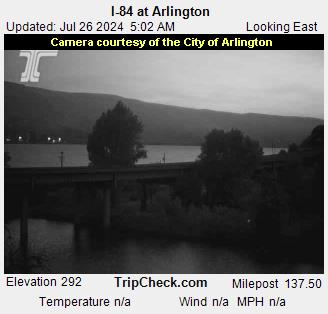 I-84 at Arlington
Updated: Jul 26 2024 5:02 AM Looking East
Camera courtesy of the City of Arlington
Elevation 292 TripCheck.com Milepost 137.50
Temperature n/a Wind n/a MPH n/a